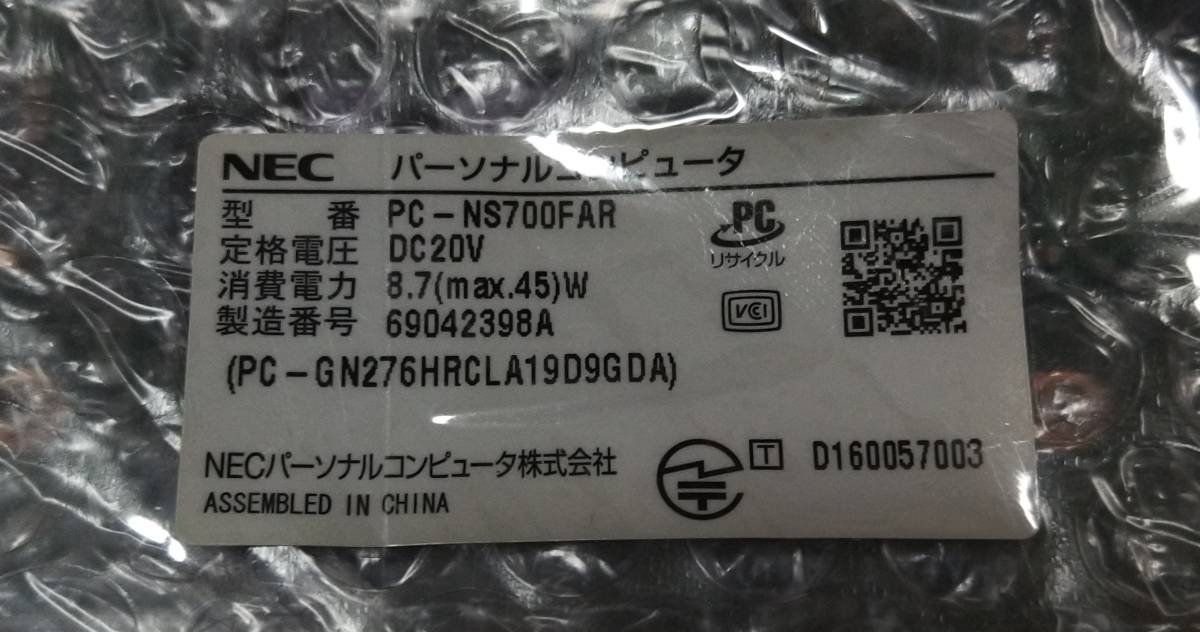 NEC パーソナルコンピュータ
型 番 PC-NS700FAR
定格電圧 DC20V
消費電力 8.7(max.45)W
製造番号 69042398A
(PC-GN276HRCLA19D9GDA)
PC
リサイクル
VCCI
NECパーソナルコンピュータ株式会社
ASSEMBLED IN CHINA
T D160057003